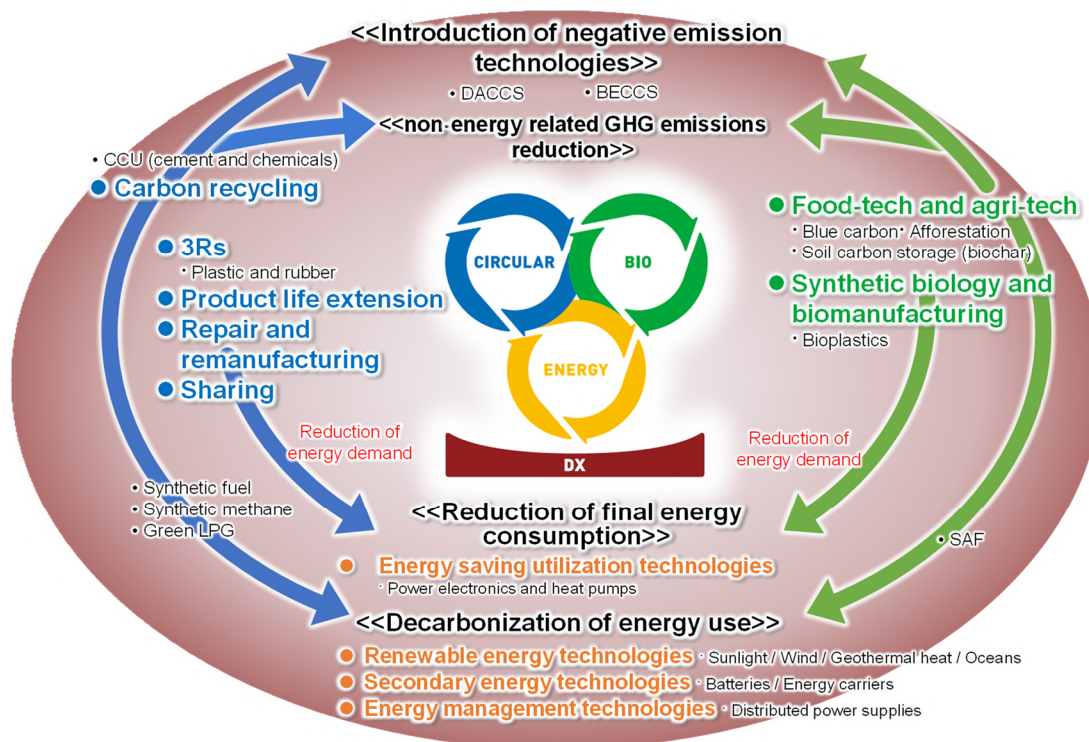 <<Introduction of negative emission
technologies>>
・DACCS
・BECCS
<<non-energy related GHG emissions
reduction>>
・CCU (cement and chemicals)
● Carbon recycling
● 3Rs
・Plastic and rubber
● Product life extension
● Repair and
remanufacturing
● Sharing
Reduction of
energy demand
・Synthetic fuel
・Synthetic methane
・Green LPG
CIRCULAR
BIO
ENERGY
DX
● Food-tech and agri-tech
・Blue carbon・Afforestation
・Soil carbon storage (biochar)
● Synthetic biology and
biomanufacturing
・Bioplastics
Reduction of
energy demand
・SAF
<<Reduction of final energy
consumption>>
● Energy saving utilization technologies
・Power electronics and heat pumps
<<Decarbonization of energy use>>
● Renewable energy technologies・Sunlight / Wind / Geothermal heat / Oceans
● Secondary energy technologies・Batteries / Energy carriers
● Energy management technologies・Distributed power supplies